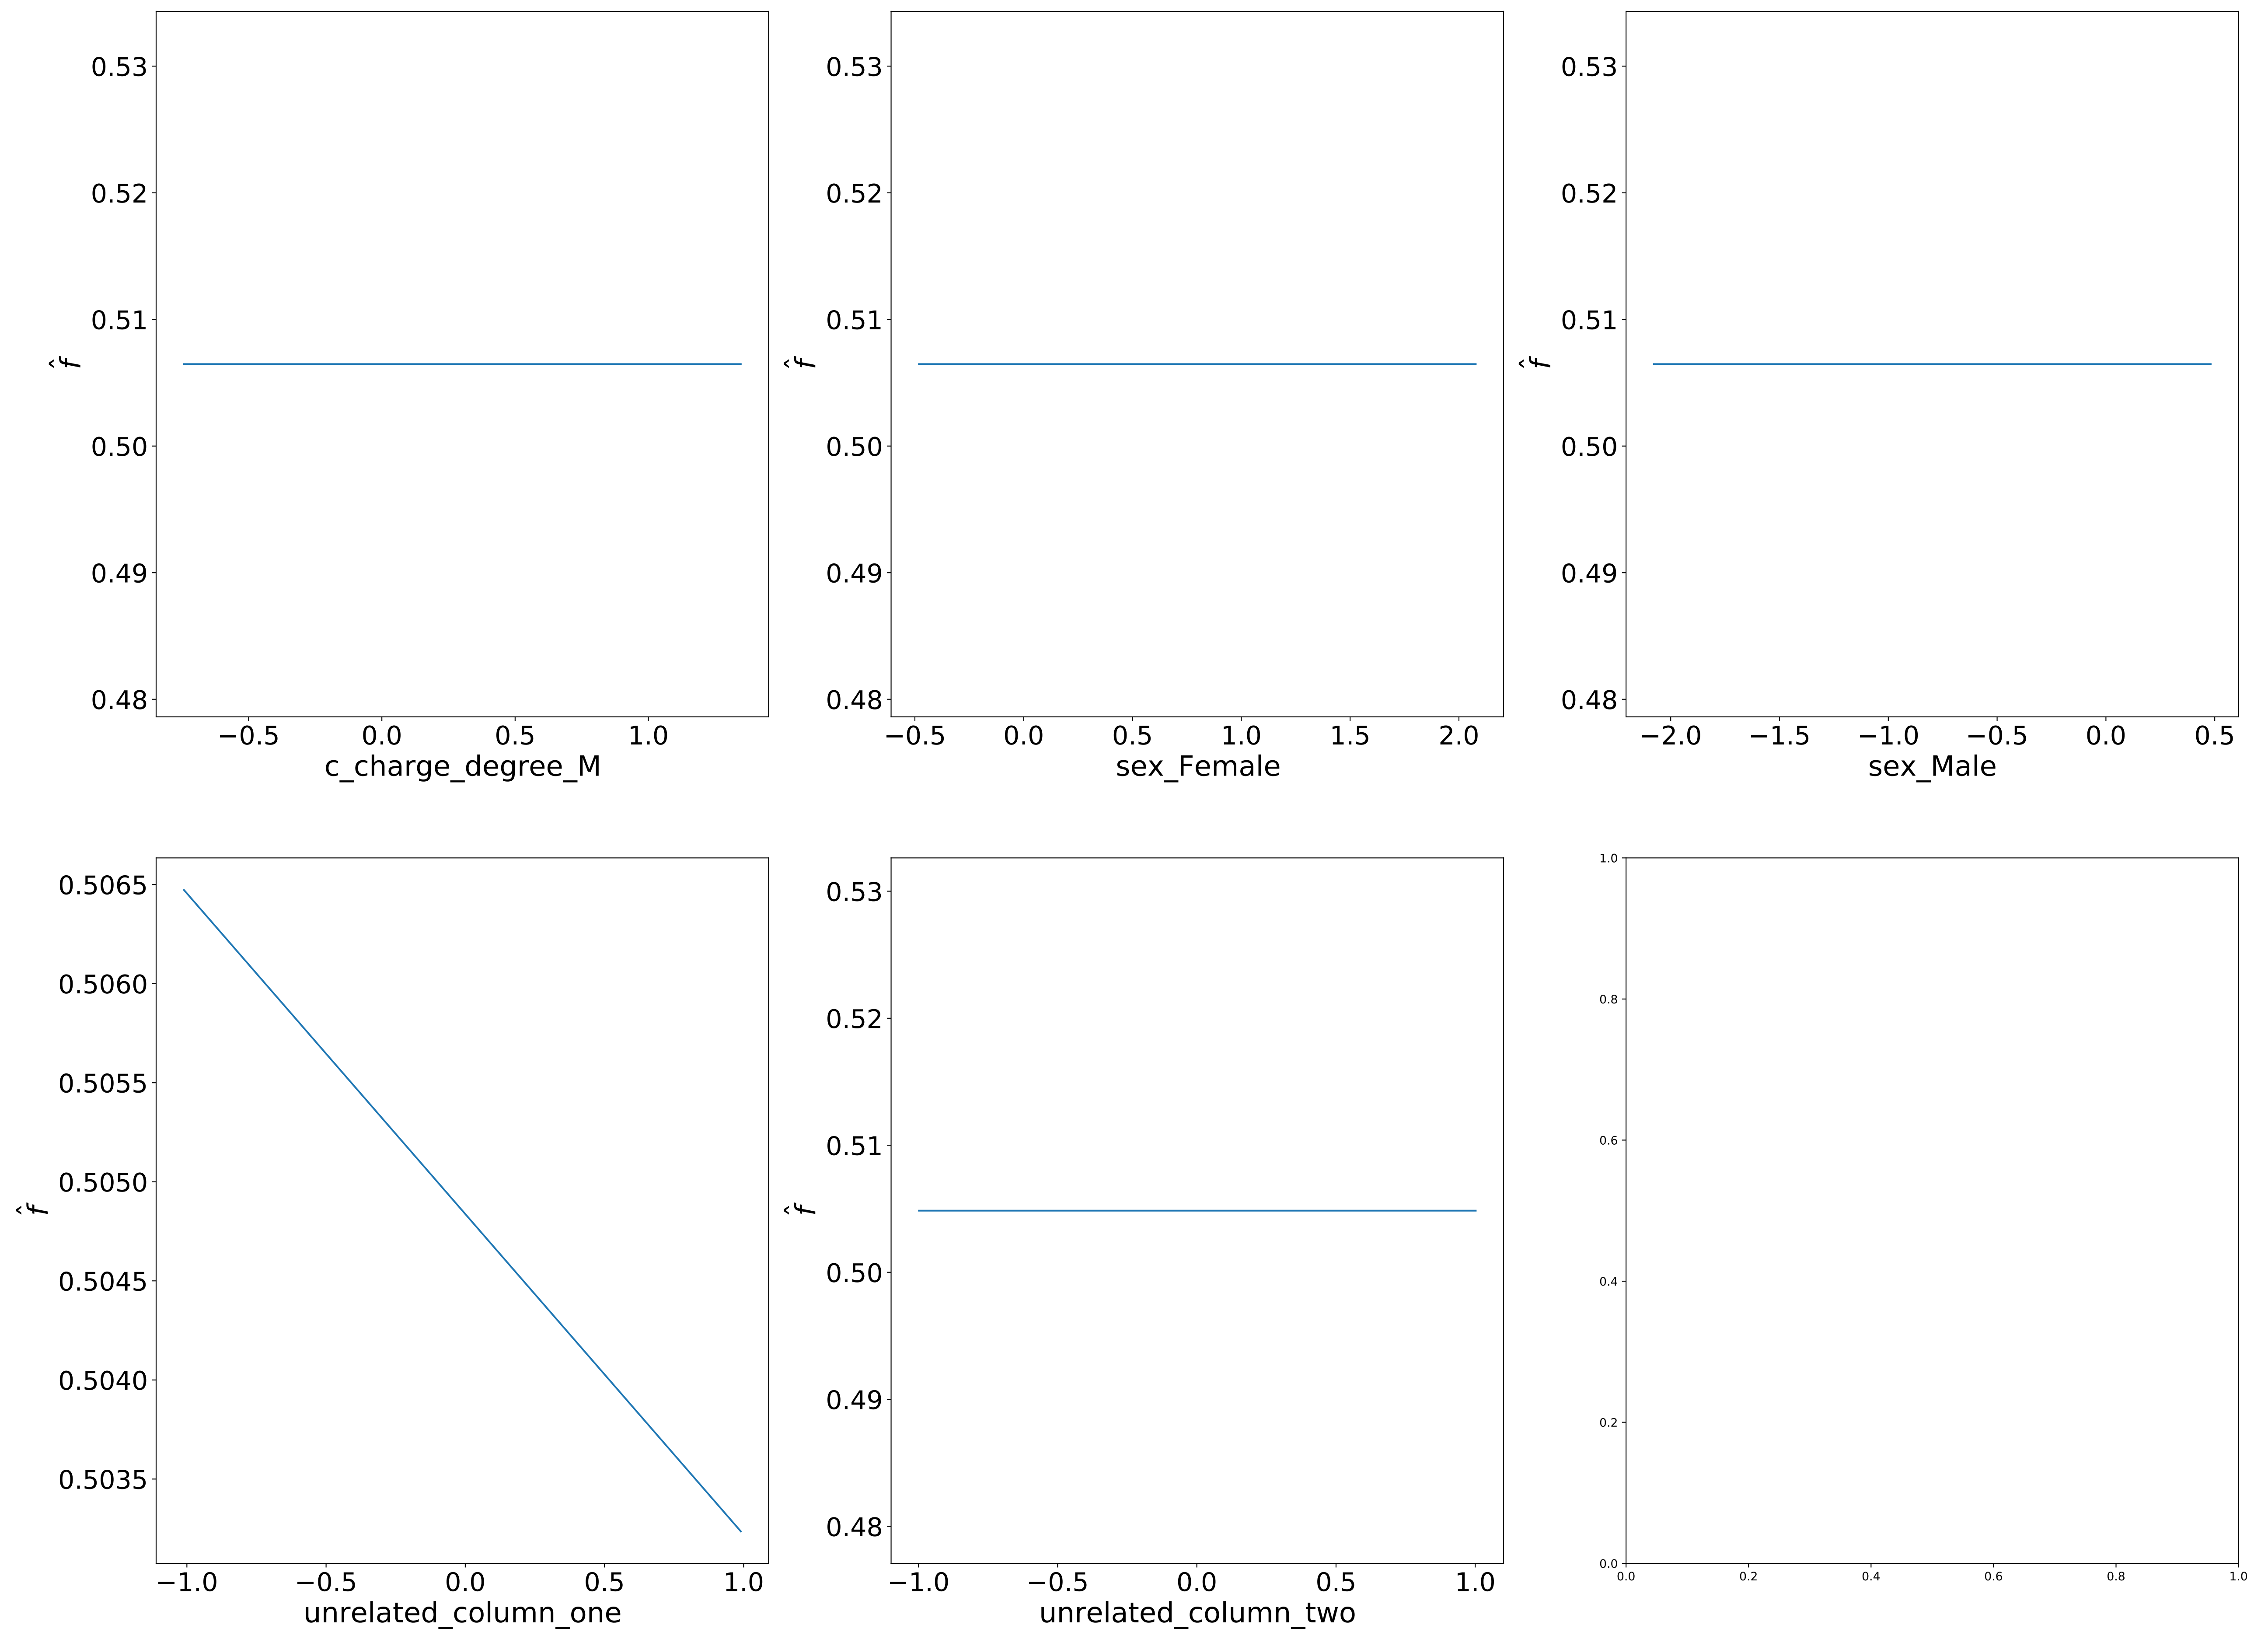 0.53
0.52
0.51
0.50
0.49
0.48
f̂
−0.5 0.0 0.5 1.0
c_charge_degree_M
0.53
0.52
0.51
0.50
0.49
0.48
f̂
−0.5 0.0 0.5 1.0 1.5 2.0
sex_Female
0.53
0.52
0.51
0.50
0.49
0.48
f̂
−2.0 −1.5 −1.0 −0.5 0.0 0.5
sex_Male
0.5065
0.5060
0.5055
0.5050
0.5045
0.5040
0.5035
f̂
−1.0 −0.5 0.0 0.5 1.0
unrelated_column_one
0.53
0.52
0.51
0.50
0.49
0.48
f̂
−1.0 −0.5 0.0 0.5 1.0
unrelated_column_two
1.0
0.8
0.6
0.4
0.2
0.0
0.0 0.2 0.4 0.6 0.8 1.0